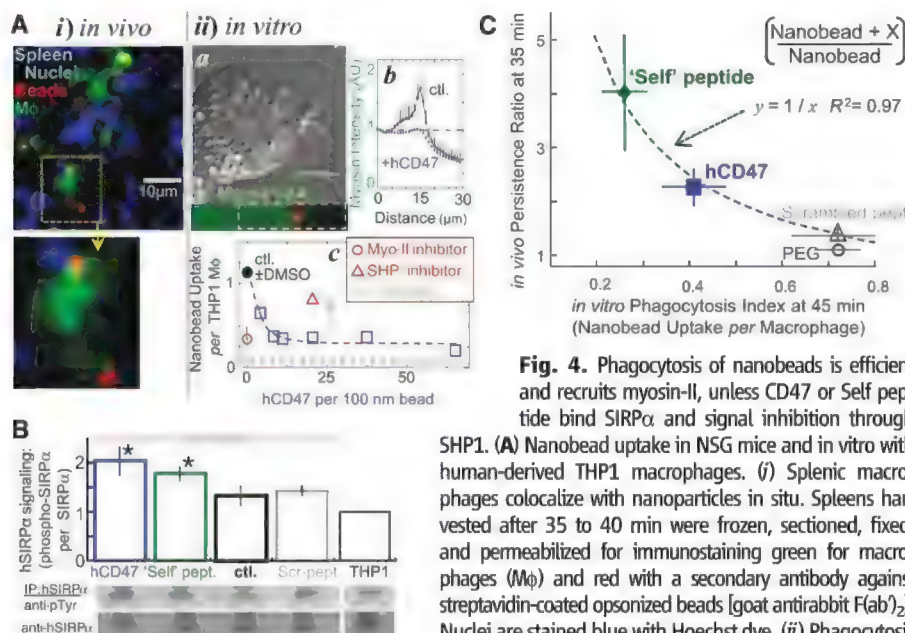 A
i) in vivo
ii) in vitro
Spleen
Nuclei
Beads
Mφ
10μm
a
b
ctl.
+hCD47
2
1
0
0 15 30
Distance (μm)
c
Myo-II inhibitor
SHP inhibitor
ctl.
±DMSO
Nanobead Uptake
per THP1 Mφ
1
0
0 25 50
hCD47 per 100 nm bead
B
hSIRPα signaling:
(phospho-SIRPα
per SIRPα)
2
1
0
* *
hCD47 'Self' pept. ctl. Scr-pept THP1
IP:hSIRPα
anti-pTyr
anti-hSIRPα
C
(Nanobead + X)
Nanobead
in vivo Persistence Ratio at 35 min
5
3
1
'Self' peptide
y = 1 / x R²= 0.97
hCD47
PEG
0.2 0.4 0.6 0.8
in vitro Phagocytosis Index at 45 min
(Nanobead Uptake per Macrophage)
Fig. 4. Phagocytosis of nanobeads is efficien
and recruits myosin-II, unless CD47 or Self pep
tide bind SIRPα and signal inhibition through
SHP1. (A) Nanobead uptake in NSG mice and in vitro with
human-derived THP1 macrophages. (i) Splenic macro
phages colocalize with nanoparticles in situ. Spleens har
vested after 35 to 40 min were frozen, sectioned, fixed
and permeabilized for immunostaining green for macro
phages (Mφ) and red with a secondary antibody agains
streptavidin-coated opsonized beads [goat antirabbit F(ab′)2
Nuclei are stained blue with Hoechst dye. (ii) Phagocytosi